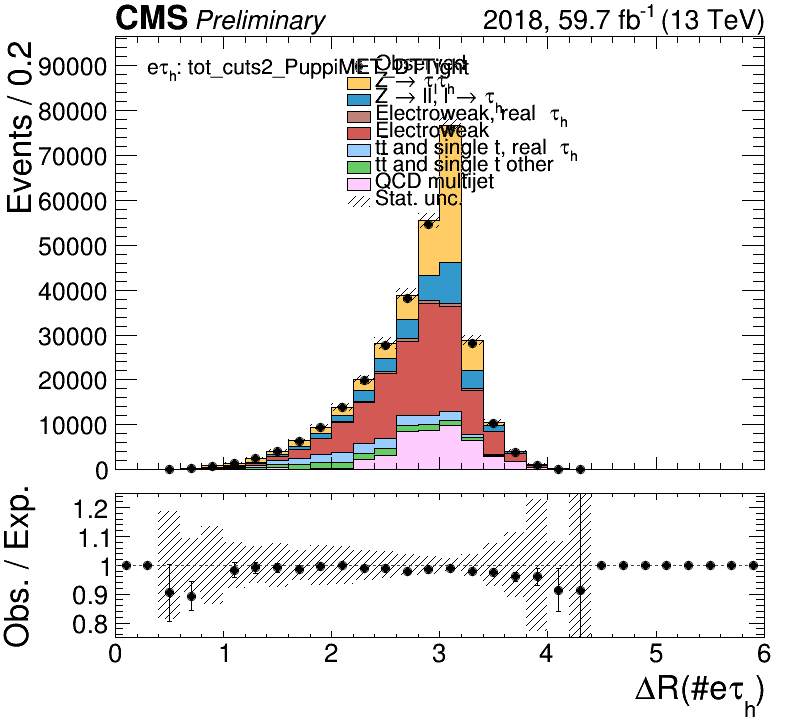 CMS Preliminary 2018, 59.7 fb⁻¹ (13 TeV)
Events / 0.2
90000
80000
70000
60000
50000
40000
30000
20000
10000
0
eτh: tot_cuts2_PuppiMET_DTTight
Observed
Z → τlτh
Z → ll, l → τh
Electroweak, real τh
Electroweak
tt̄ and single t, real τh
tt̄ and single t other
QCD multijet
Stat. unc.
Obs. / Exp.
1.2
1.1
1
0.9
0.8
0 1 2 3 4 5 6
ΔR(#eτh)